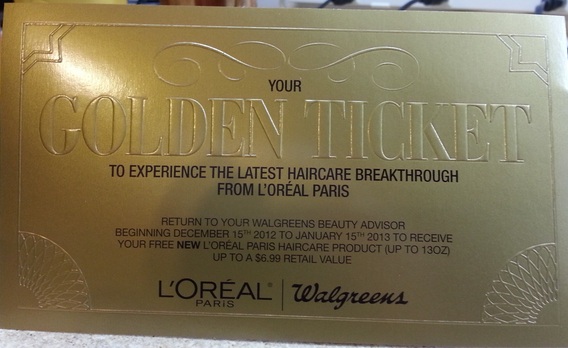 YOUR
GOLDEN TICKET
TO EXPERIENCE THE LATEST HAIRCARE BREAKTHROUGH
FROM L'ORÉAL PARIS
RETURN TO YOUR WALGREENS BEAUTY ADVISOR
BEGINNING DECEMBER 15TH 2012 TO JANUARY 15TH 2013 TO RECEIVE
YOUR FREE NEW L'ORÉAL PARIS HAIRCARE PRODUCT (UP TO 13OZ)
UP TO A $6.99 RETAIL VALUE
L'ORÉAL® | Walgreens
PARIS